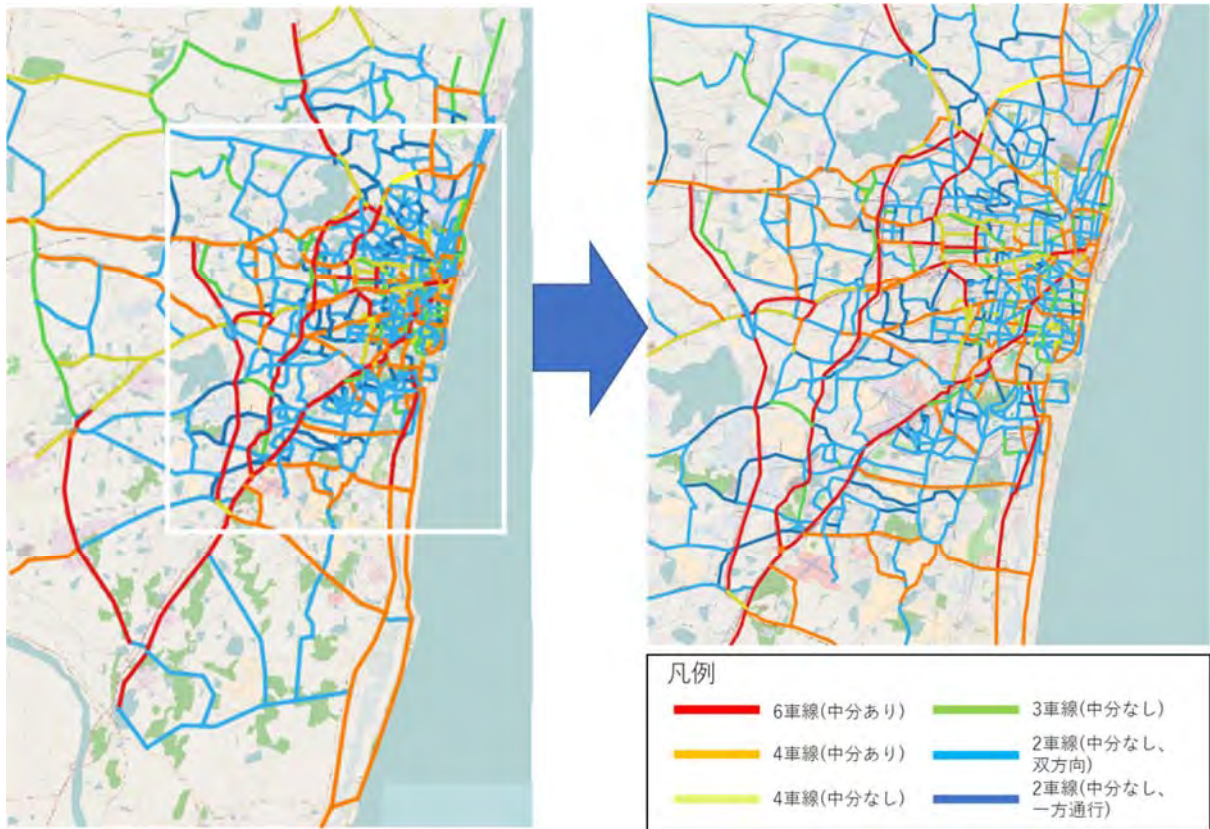 凡例
6車線(中分あり)
4車線(中分あり)
4車線(中分なし)
3車線(中分なし)
2車線(中分なし、
双方向)
2車線(中分なし、
一方通行)